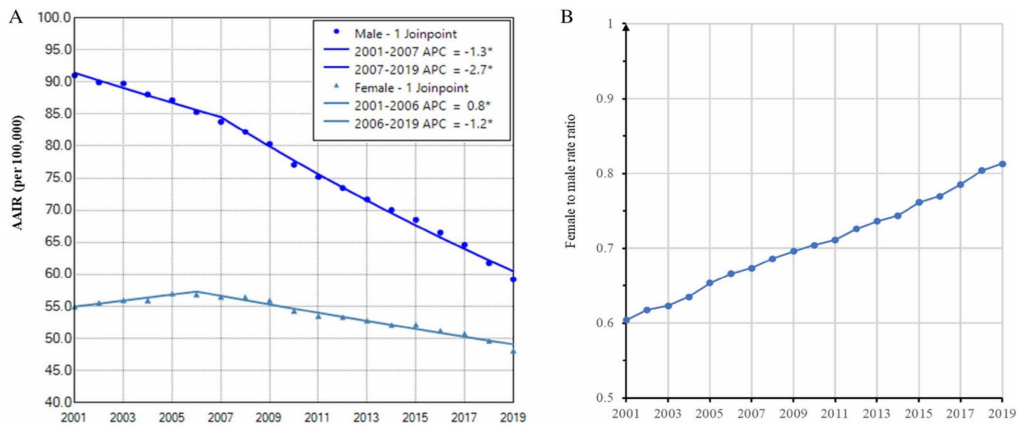 A
AAIR (per 100,000)
100.0
95.0
90.0
85.0
80.0
75.0
70.0
65.0
60.0
55.0
50.0
45.0
40.0
Male - 1 Joinpoint
2001-2007 APC = -1.3*
2007-2019 APC = -2.7*
Female - 1 Joinpoint
2001-2006 APC = 0.8*
2006-2019 APC = -1.2*
2001 2003 2005 2007 2009 2011 2013 2015 2017 2019
B
Female to male rate ratio
1
0.9
0.8
0.7
0.6
0.5
2001 2003 2005 2007 2009 2011 2013 2015 2017 2019